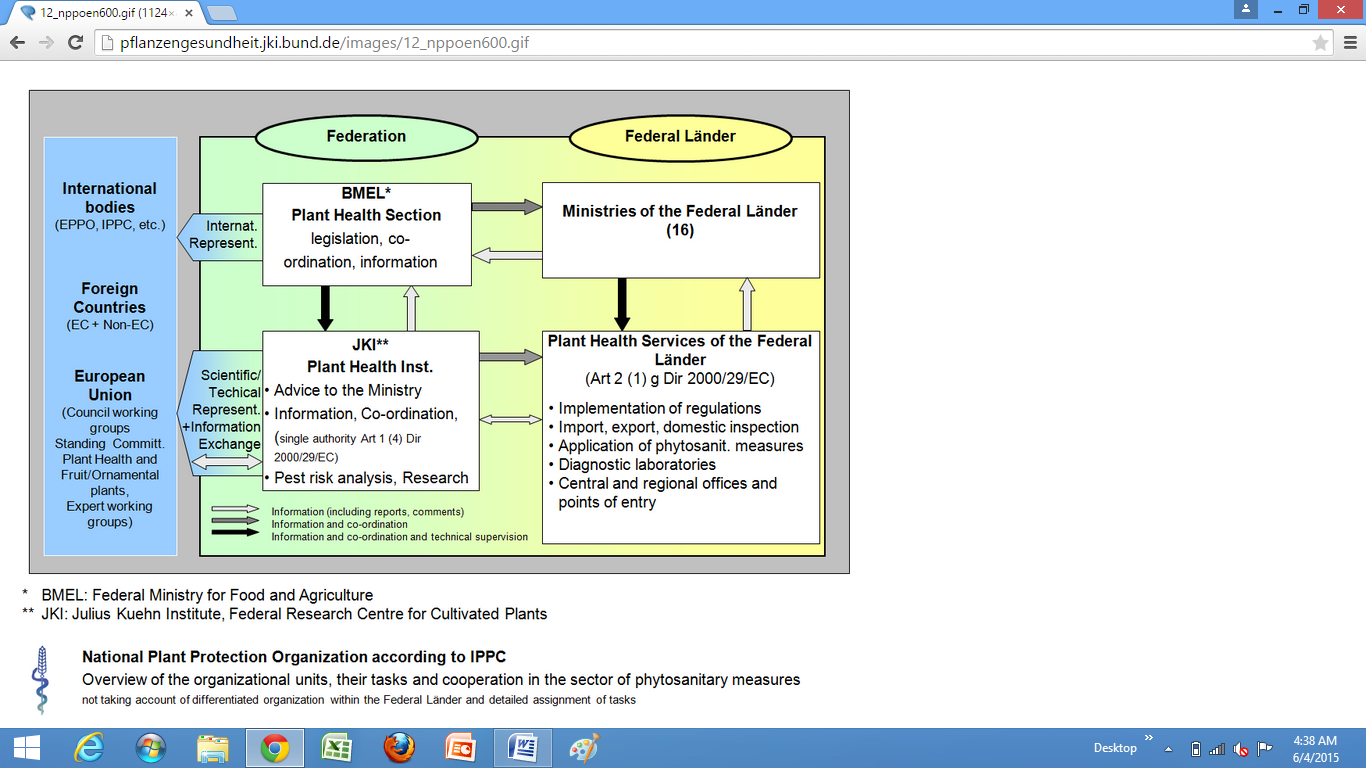 12_nppoen600.gif (1124×
pflanzengesundheit.jki.bund.de/images/12_nppoen600.gif
Federation
Federal Länder
International
bodies
(EPPO, IPPC, etc.)
Foreign
Countries
(EC + Non-EC)
European
Union
(Council working
groups
Standing Committ.
Plant Health and
Fruit/Ornamental
plants,
Expert working
groups)
Internat.
Represent.
Scientific/
Techical
Represent.
+Information
Exchange
BMEL*
Plant Health Section
legislation, co-
ordination, information
Ministries of the Federal Länder
(16)
JKI**
Plant Health Inst.
• Advice to the Ministry
• Information, Co-ordination,
(single authority Art 1 (4) Dir
2000/29/EC)
• Pest risk analysis, Research
Plant Health Services of the Federal
Länder
(Art 2 (1) g Dir 2000/29/EC)
• Implementation of regulations
• Import, export, domestic inspection
• Application of phytosanit. measures
• Diagnostic laboratories
• Central and regional offices and
points of entry
Information (including reports, comments)
Information and co-ordination
Information and co-ordination and technical supervision
* BMEL: Federal Ministry for Food and Agriculture
** JKI: Julius Kuehn Institute, Federal Research Centre for Cultivated Plants
National Plant Protection Organization according to IPPC
Overview of the organizational units, their tasks and cooperation in the sector of phytosanitary measures
not taking account of differentiated organization within the Federal Länder and detailed assignment of tasks
Desktop
4:38 AM
6/4/2015